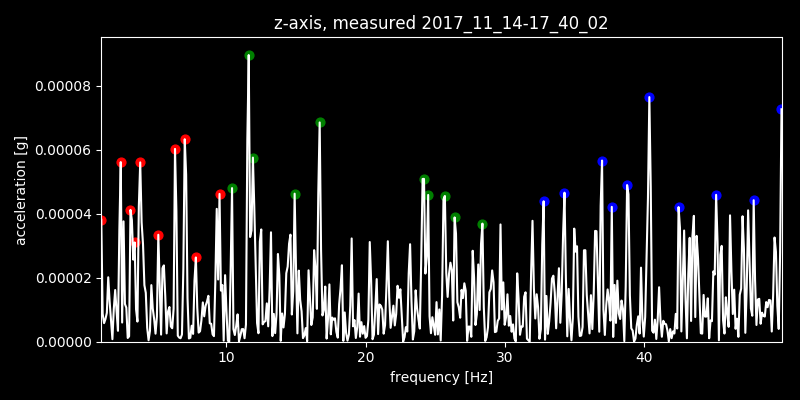 z-axis, measured 2017_11_14-17_40_02
0.00008
0.00006
0.00004
0.00002
0.00000
acceleration [g]
10 20 30 40
frequency [Hz]